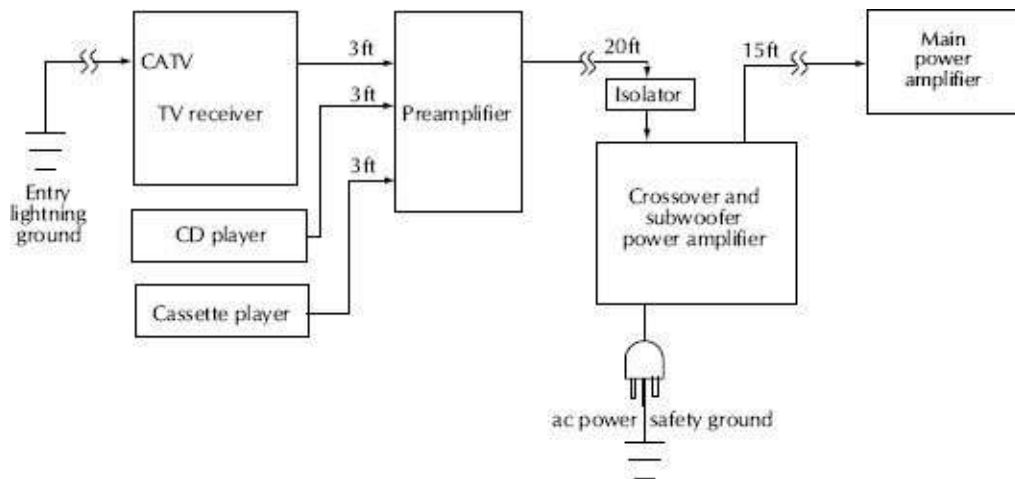 CATV
TV receiver
Entry
lightning
ground
CD player
Cassette player
3ft
3ft
3ft
Preamplifier
20ft
Isolator
15ft
Main
power
amplifier
Crossover and
subwoofer
power amplifier
ac power safety ground